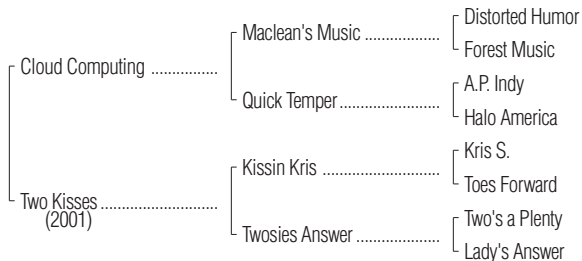 Distorted Humor
Maclean's Music ..................
Forest Music
Cloud Computing ................
A.P. Indy
Quick Temper........................
Halo America
Kris S.
Kissin Kris ............................
Toes Forward
Two Kisses ............................
(2001)
Two's a Plenty
Twosies Answer .....................
Lady's Answer